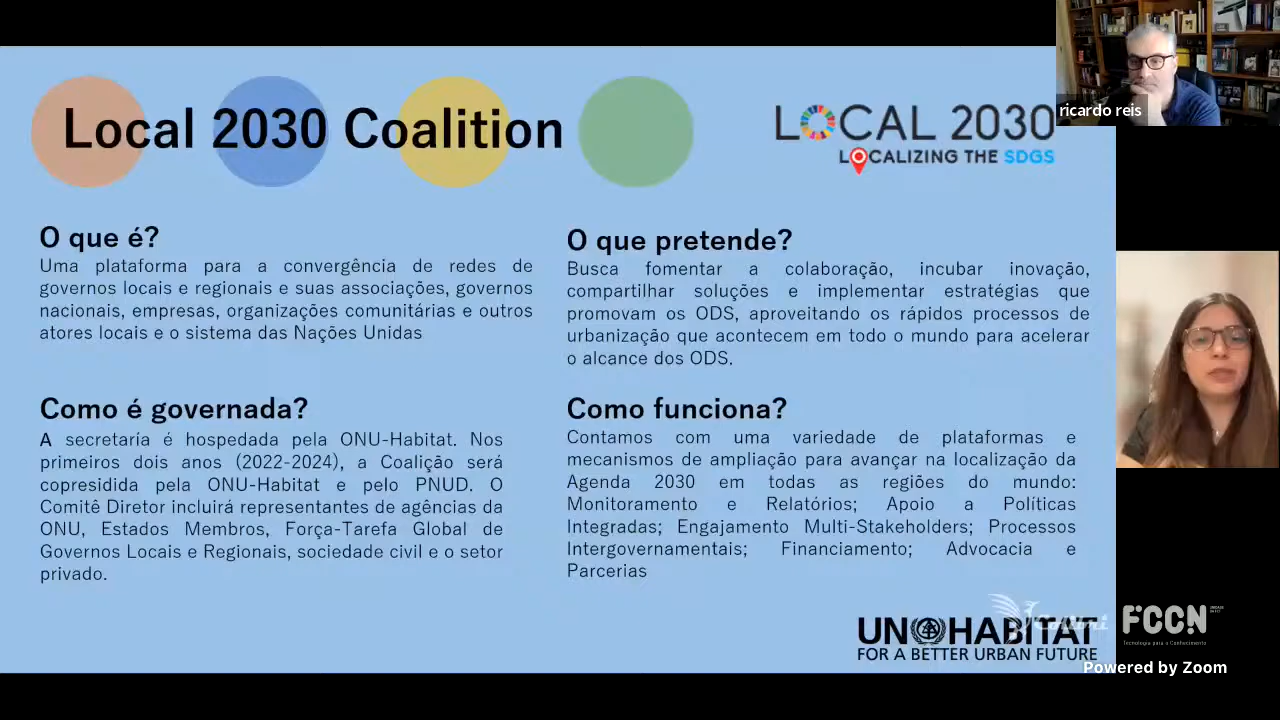 Local 2030 Coalition
LOCAL 2030
LOCALIZING THE SDGS
ricardo reis
O que é?
Uma plataforma para a convergência de redes de
governos locais e regionais e suas associações, governos
nacionais, empresas, organizações comunitárias e outros
atores locais e o sistema das Nações Unidas
O que pretende?
Busca fomentar a colaboração, incubar inovação,
compartilhar soluções e implementar estratégias que
promovam os ODS, aproveitando os rápidos processos de
urbanização que acontecem em todo o mundo para acelerar
o alcance dos ODS.
Como é governada?
A secretaría é hospedada pela ONU-Habitat. Nos
primeiros dois anos (2022-2024), a Coalição será
copresidida pela ONU-Habitat e pelo PNUD. O
Comitê Diretor incluirá representantes de agências da
ONU, Estados Membros, Força-Tarefa Global de
Governos Locais e Regionais, sociedade civil e o setor
privado.
Como funciona?
Contamos com uma variedade de plataformas e
mecanismos de ampliação para avançar na localização da
Agenda 2030 em todas as regiões do mundo:
Monitoramento e Relatórios; Apoio a Políticas
Integradas; Engajamento Multi-Stakeholders; Processos
Intergovernamentais; Financiamento; Advocacia e
Parcerias
UN HABITAT
FOR A BETTER URBAN FUTURE
FCCN
Tecnologia para o Conhecimento
Powered by Zoom